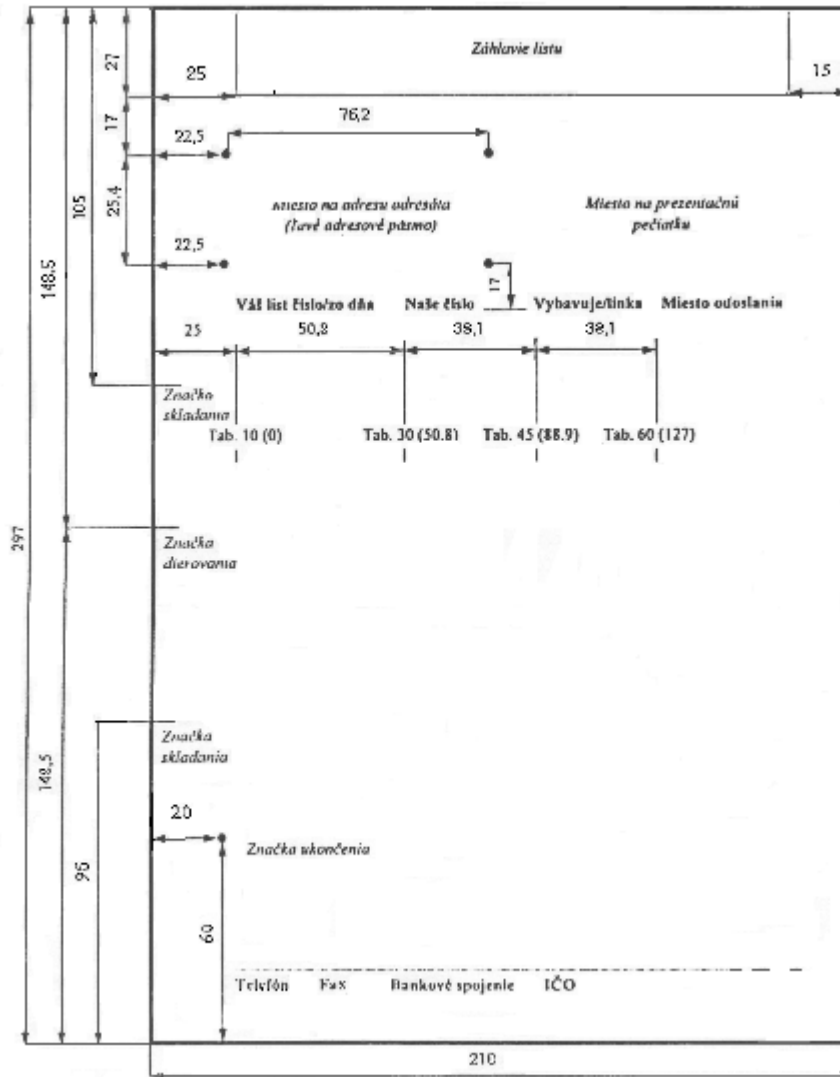 Záhlavie listu
27
25
15
76,2
17
22,5
25,4
105
148,5
Miesto na adresu adresáta
(ľavé adresové pásmo)
Miesto na prezentačnú
pečiatku
22,5
17
Váš list číslo/zo dňa Naše číslo Vybavuje/linka Miesto odoslania
25 50,8 38,1 38,1
Značka
skladania
Tab. 10 (0) Tab. 30 (50.8) Tab. 45 (88.9) Tab. 60 (127)
297
Značka
dierovania
Značka
skladania
148,5
20
Značka ukončenia
60
Telefón Fax Bankové spojenie IČO
210